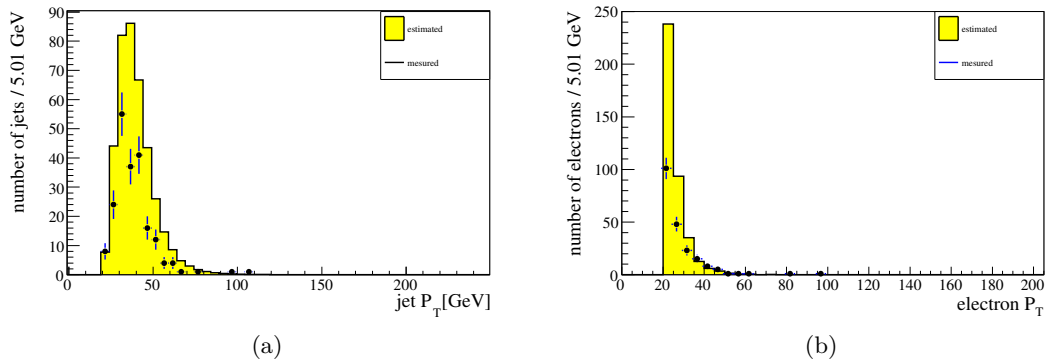 number of jets / 5.01 GeV
90
80
70
60
50
40
30
20
10
0
0 50 100 150 200
jet P_T[GeV]
estimated
mesured
(a)
number of electrons / 5.01 GeV
250
200
150
100
50
0
0 20 40 60 80 100 120 140 160 180 200
electron P_T
estimated
mesured
(b)